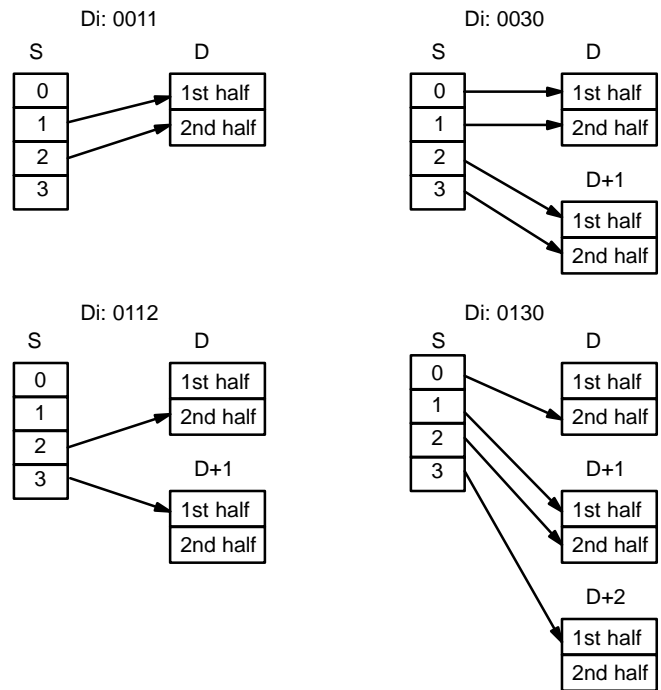 Di: 0011
S D
0
1
2
3
1st half
2nd half
Di: 0030
S D
0
1
2
3
1st half
2nd half
D+1
1st half
2nd half
Di: 0112
S D
0
1
2
3
1st half
2nd half
D+1
1st half
2nd half
Di: 0130
S D
0
1
2
3
1st half
2nd half
D+1
1st half
2nd half
D+2
1st half
2nd half